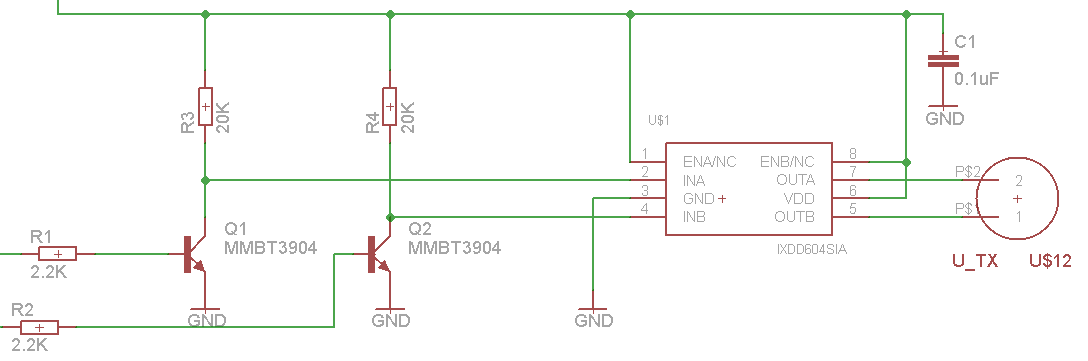 C1
0.1uF
GND
R3
20K
R4
20K
U$1
1
ENA/NC
ENB/NC
8
2
INA
OUTA
7
3
GND
VDD
6
4
INB
OUTB
5
IXDD604SIA
P$2
2
P$1
1
U_TX
U$12
R1
2.2K
Q1
MMBT3904
Q2
MMBT3904
GND
GND
GND
R2
2.2K